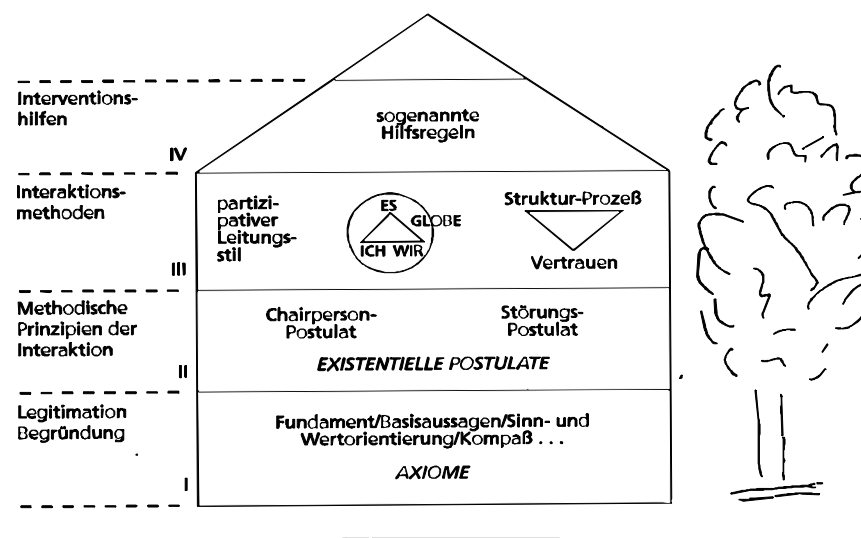 Interventions-
hilfen
IV
sogenannte
Hilfsregeln
Interaktions-
methoden
III
partizi-
pativer
Leitungs-
stil
ES
GLOBE
ICH WIR
Struktur-Prozeß
Vertrauen
Methodische
Prinzipien der
Interaktion
II
Chairperson-
Postulat
Störungs-
Postulat
EXISTENTIELLE POSTULATE
Legitimation
Begründung
I
Fundament/Basisaussagen/Sinn- und
Wertorientierung/Kompaß . . .
AXIOME